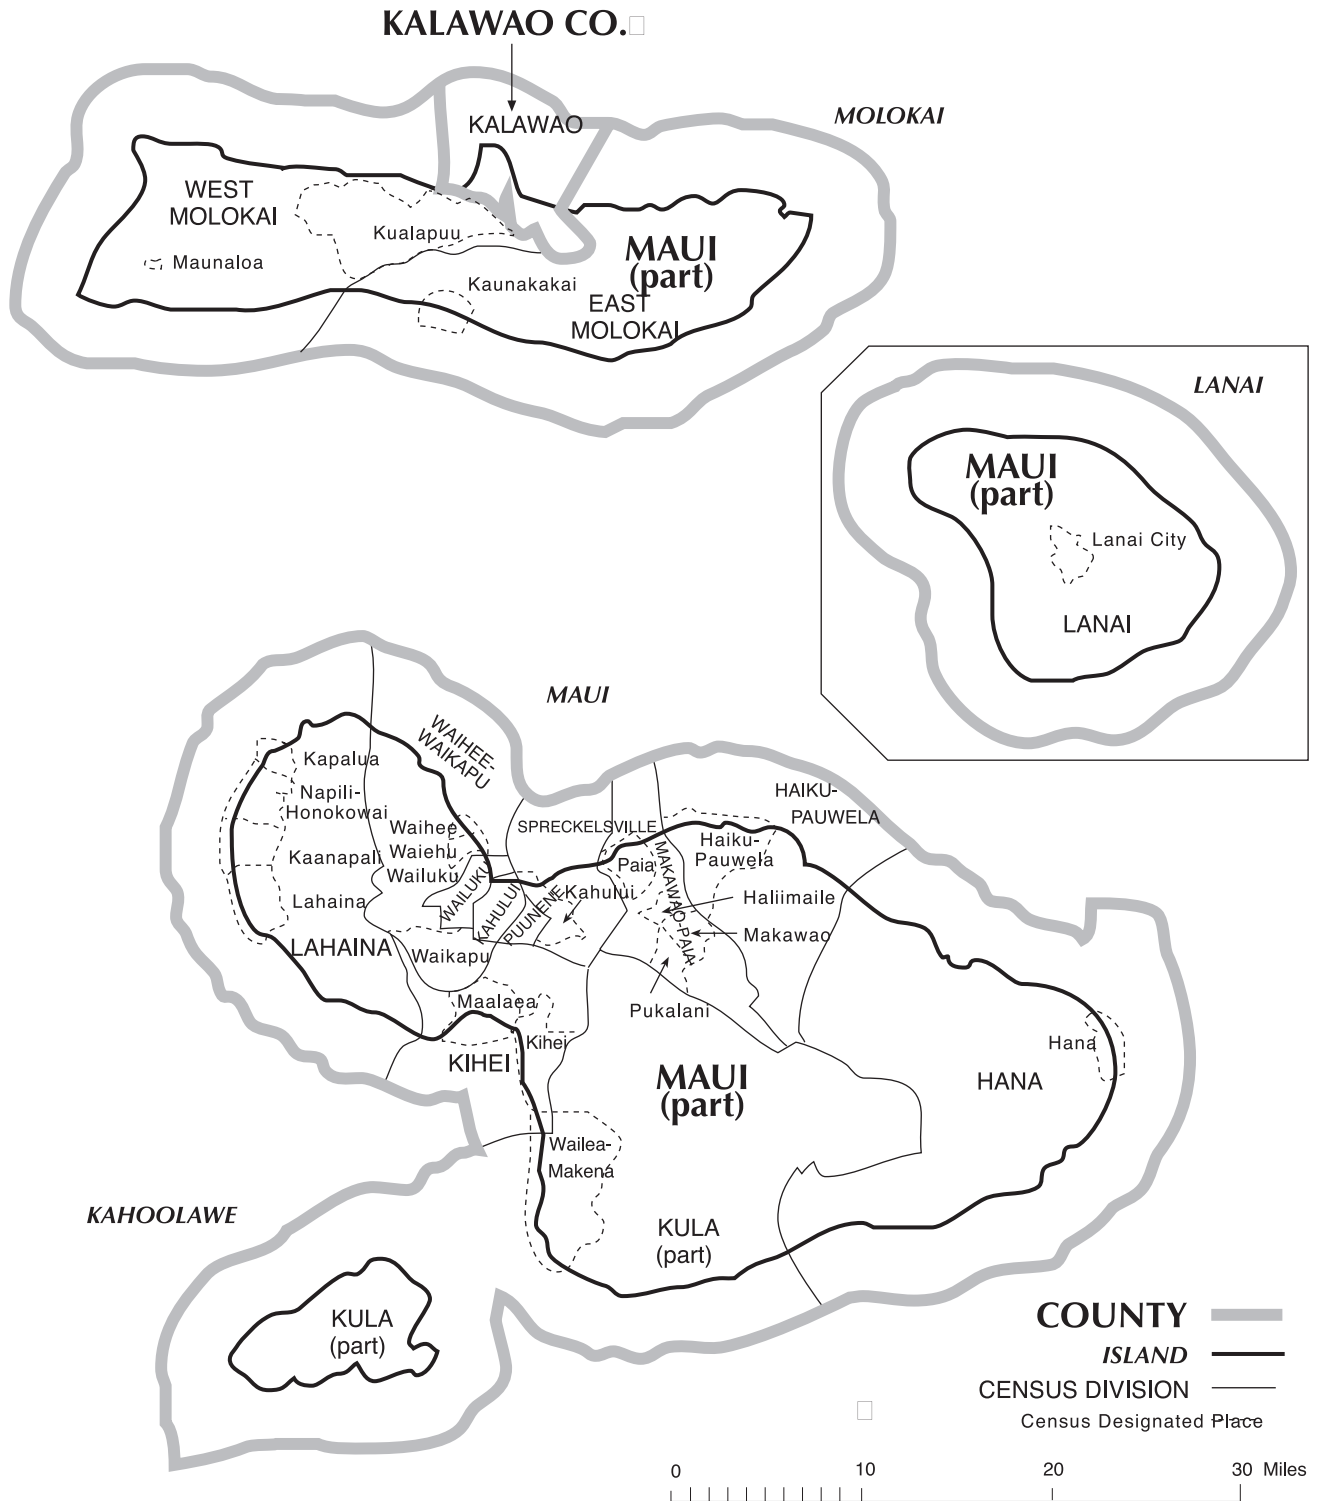 KALAWAO CO.
MOLOKAI
KALAWAO
WEST
MOLOKAI
Kualapuu
Maunaloa
MAUI
(part)
Kaunakakai
EAST
MOLOKAI
LANAI
MAUI
(part)
Lanai City
LANAI
MAUI
WAIHEE-
WAIKAPU
Kapalua
Napili-
Honokowai
HAIKU-
PAUWELA
Waihee
SPRECKELSVILLE
Haiku-
Pauwela
Waiehu
Kaanapali
Paia
MAKAWAO-PAIA
Wailuku
WAILUKU
KAHULUI
PUUNENE
Kahului
Haliimaile
Lahaina
Makawao
LAHAINA
Waikapu
Maalaea
Pukalani
Kihei
Hana
KIHEI
MAUI
(part)
HANA
Wailea-
Makena
KAHOOLAWE
KULA
(part)
KULA
(part)
COUNTY
ISLAND
CENSUS DIVISION
Census Designated Place
0 10 20 30 Miles